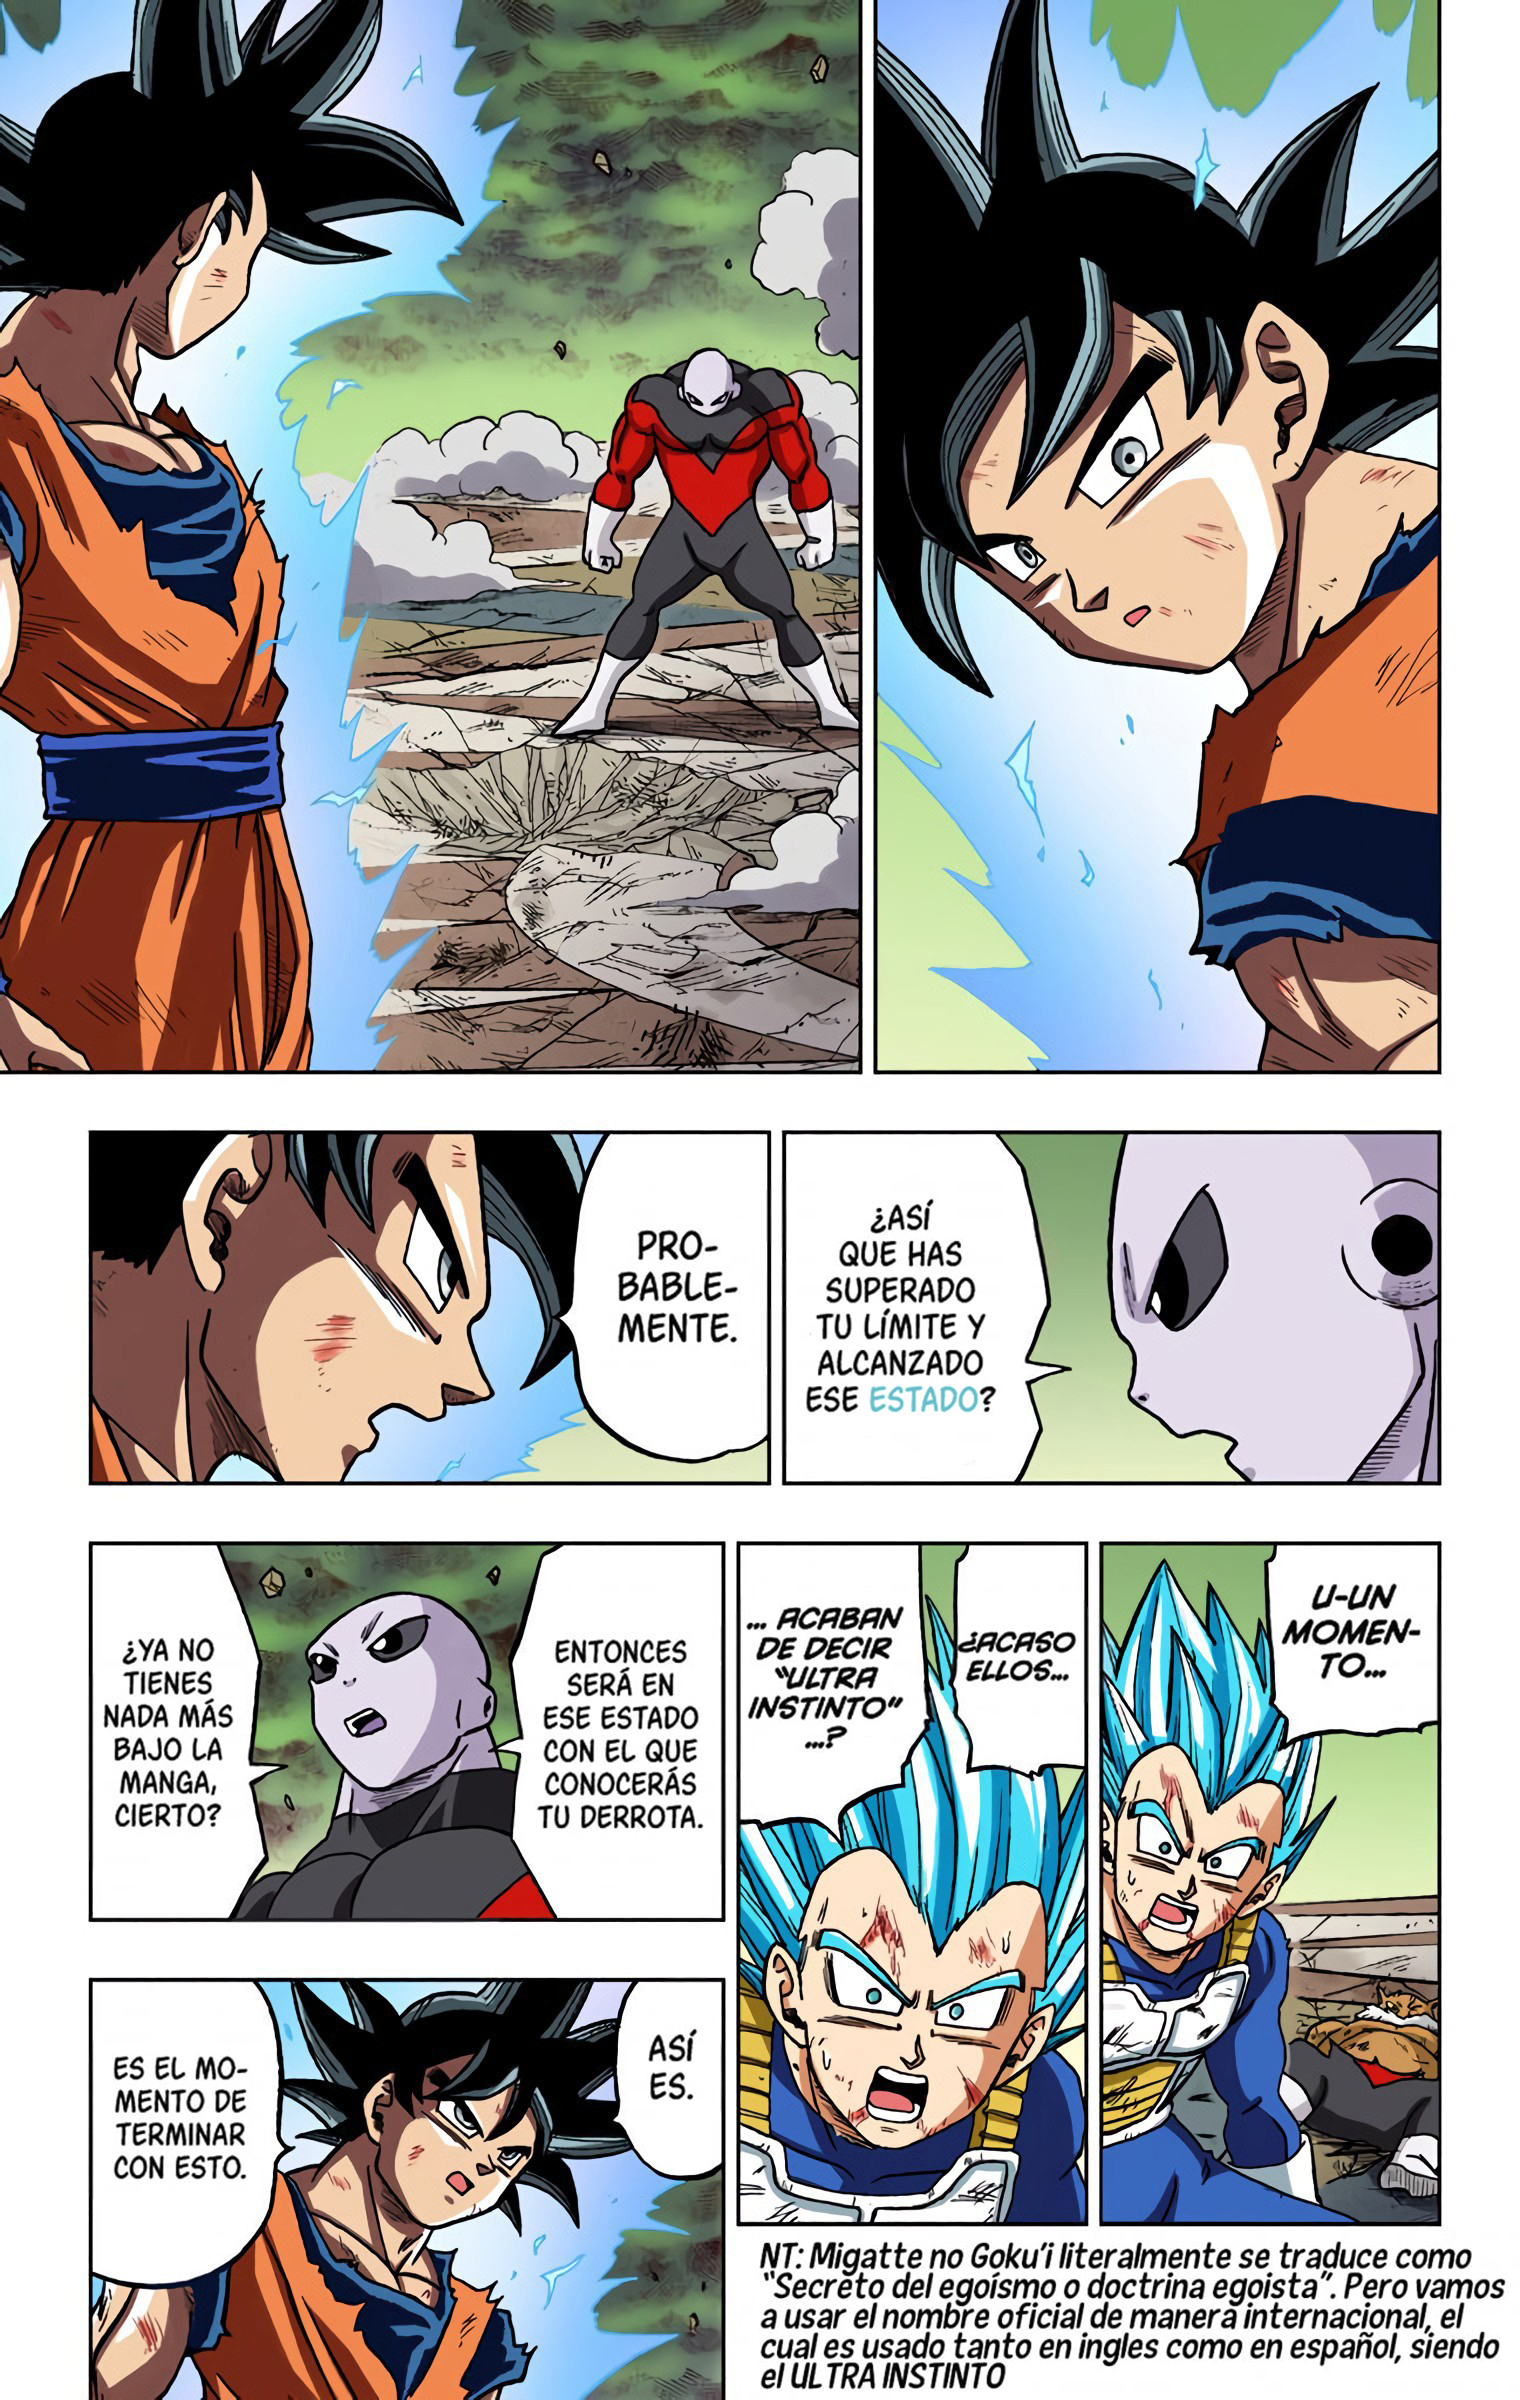 ¿ASÍ
QUE HAS
SUPERADO
TU LÍMITE Y
ALCANZADO
ESE ESTADO?
PRO-
BABLE-
MENTE.
U-UN
MOMEN-
TO...
¿ACASO
ELLOS...
... ACABAN
DE DECIR
"ULTRA
INSTINTO"
...?
ENTONCES
SERÁ EN
ESE ESTADO
CON EL QUE
CONOCERÁS
TU DERROTA.
¿YA NO
TIENES
NADA MÁS
BAJO LA
MANGA,
CIERTO?
ASÍ
ES.
ES EL MO-
MENTO DE
TERMINAR
CON ESTO.
NT: Migatte no Goku'i literalmente se traduce como
"Secreto del egoísmo o doctrina egoista". Pero vamos
a usar el nombre oficial de manera internacional, el
cual es usado tanto en ingles como en español, siendo
el ULTRA INSTINTO